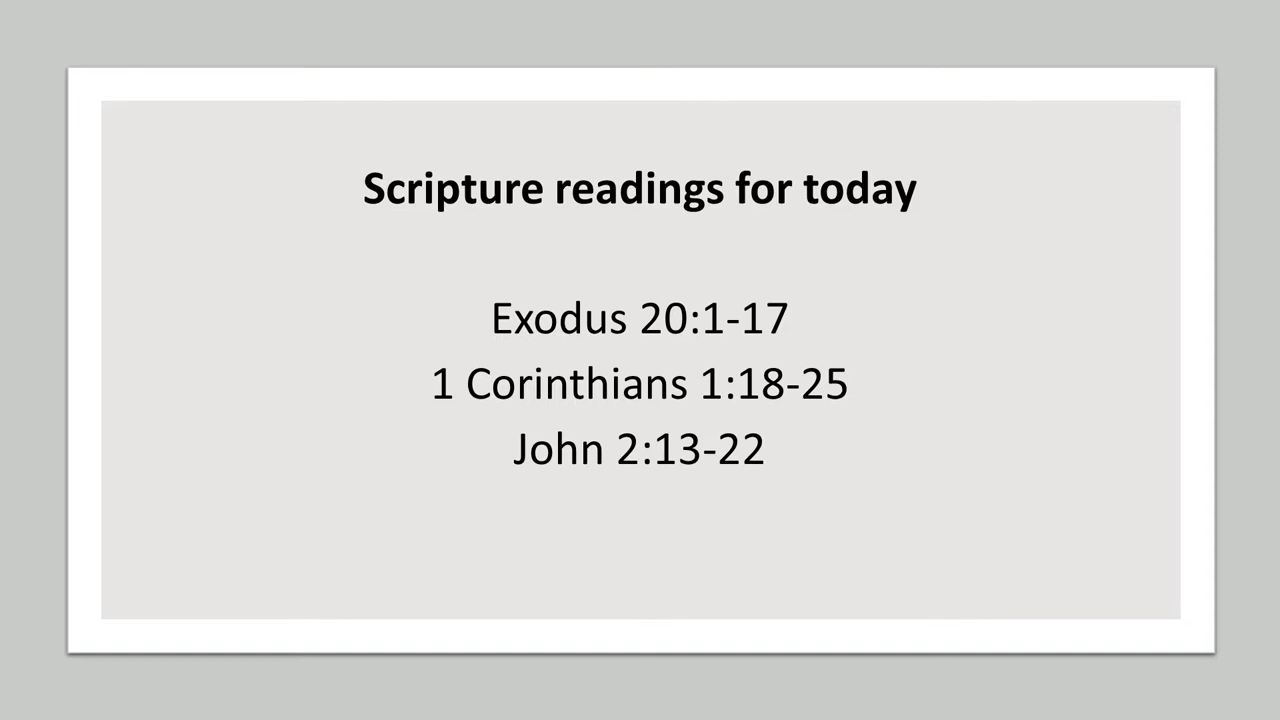 Scripture readings for today
Exodus 20:1-17
1 Corinthians 1:18-25
John 2:13-22